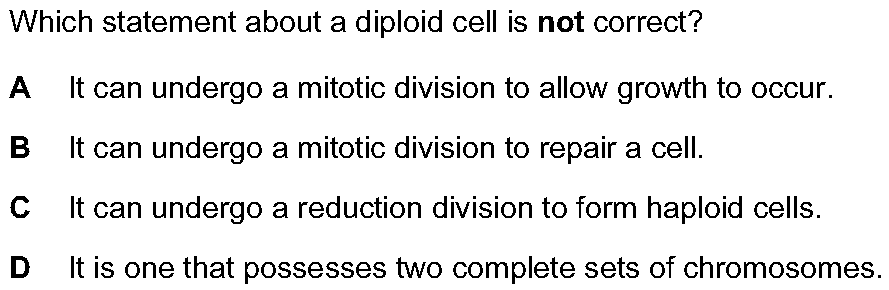 Which statement about a diploid cell is not correct?
A It can undergo a mitotic division to allow growth to occur.
B It can undergo a mitotic division to repair a cell.
C It can undergo a reduction division to form haploid cells.
D It is one that possesses two complete sets of chromosomes.